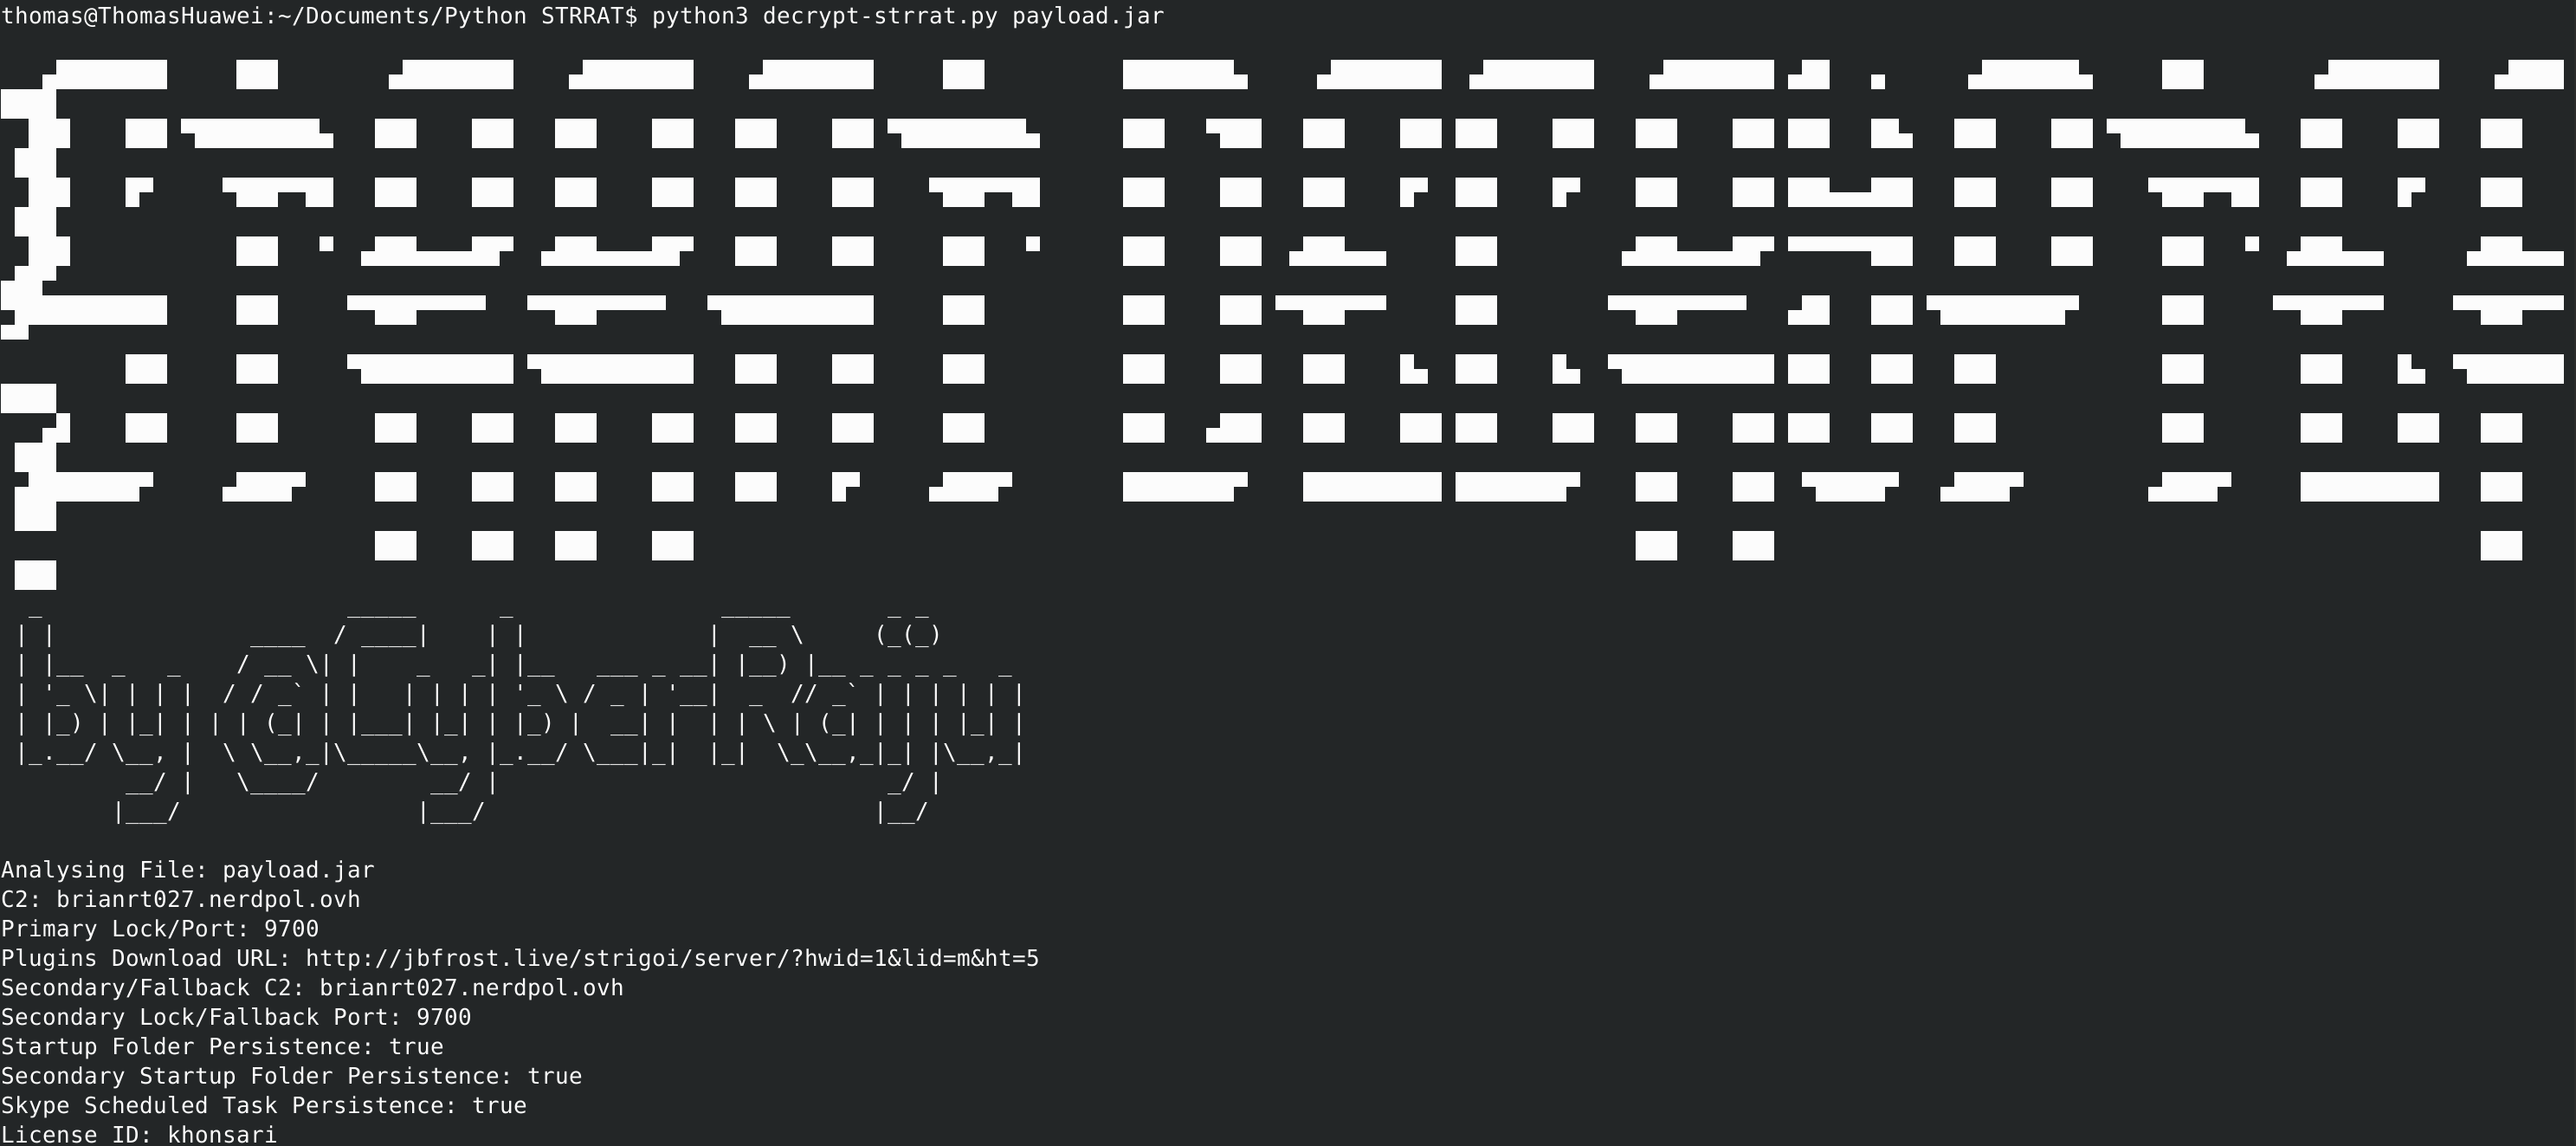 thomas@ThomasHuawei:~/Documents/Python STRRAT$ python3 decrypt-strrat.py payload.jar
STRRAT DECRYPTER
by @CyberRaiju
Analysing File: payload.jar
C2: brianrt027.nerdpol.ovh
Primary Lock/Port: 9700
Plugins Download URL: http://jbfrost.live/strigoi/server/?hwid=1&lid=m&ht=5
Secondary/Fallback C2: brianrt027.nerdpol.ovh
Secondary Lock/Fallback Port: 9700
Startup Folder Persistence: true
Secondary Startup Folder Persistence: true
Skype Scheduled Task Persistence: true
License ID: khonsari